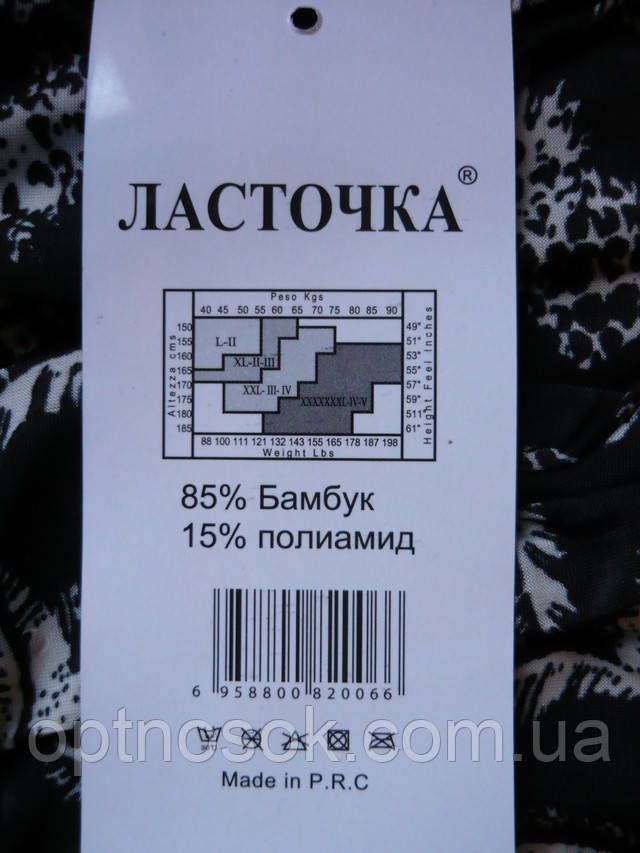 ЛАСТОЧКА®
Peso Kgs
40 45 50 55 60 65 70 75 80 85 90
Altezza cms
150
155
160
165
170
175
180
185
L-II
XL-II-III
XXL- III- IV
XXXXXXXL-IV-V
49"
51"
53"
55"
57"
59"
511"
61"
Height Feel Inches
88 100 111 121 132 143 155 165 178 187 198
Weight Lbs
85% Бамбук
15% полиамид
6 958800 820066
optnosok.com.ua
Made in P.R.C